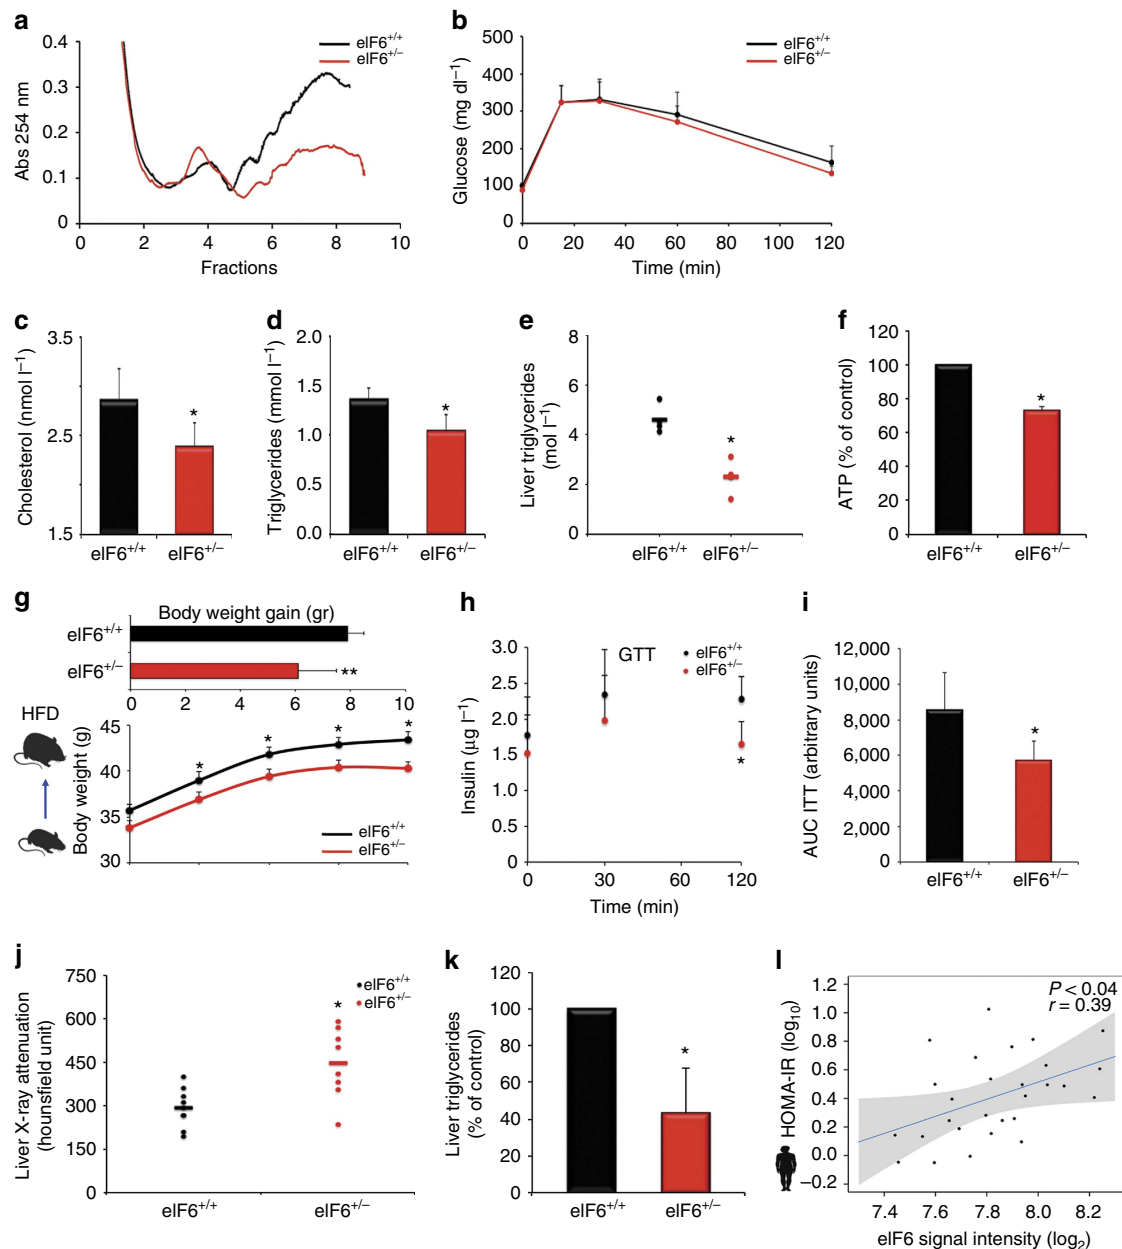 a
0.4
0.3
0.2
0.1
0
Abs 254 nm
0 2 4 6 8 10
Fractions
eIF6+/+
eIF6+/–
b
500
400
300
200
100
0
Glucose (mg dl–1)
0 20 40 60 80 100 120
Time (min)
eIF6+/+
eIF6+/–
c
3.5
2.5
1.5
Cholesterol (nmol l–1)
*
eIF6+/+ eIF6+/–
d
2.0
1.5
1.0
0.5
0.0
Triglycerides (mmol l–1)
*
eIF6+/+ eIF6+/–
e
8
6
4
2
0
Liver triglycerides
(mol l–1)
*
eIF6+/+ eIF6+/–
f
120
100
80
60
40
20
0
ATP (% of control)
*
eIF6+/+ eIF6+/–
g
Body weight gain (gr)
eIF6+/+
eIF6+/–
**
0 2 4 6 8 10
HFD
45
40
35
30
Body weight (g)
* * * *
eIF6+/+
eIF6+/–
h
3.0
2.5
2.0
1.5
1.0
0.5
0
Insulin (µg l–1)
GTT
eIF6+/+
eIF6+/–
*
0 30 60 120
Time (min)
i
12,000
10,000
8,000
6,000
4,000
2,000
0
AUC ITT (arbitrary units)
*
eIF6+/+ eIF6+/–
j
750
600
450
300
150
0
Liver X-ray attenuation
(hounsfield unit)
eIF6+/+
eIF6+/–
*
eIF6+/+ eIF6+/–
k
120
100
80
60
40
20
0
Liver triglycerides
(% of control)
*
eIF6+/+ eIF6+/–
l
1.2
1.0
0.8
0.6
0.4
0.2
0.0
–0.2
HOMA-IR (log10)
P < 0.04
r = 0.39
7.4 7.6 7.8 8.0 8.2
eIF6 signal intensity (log2)